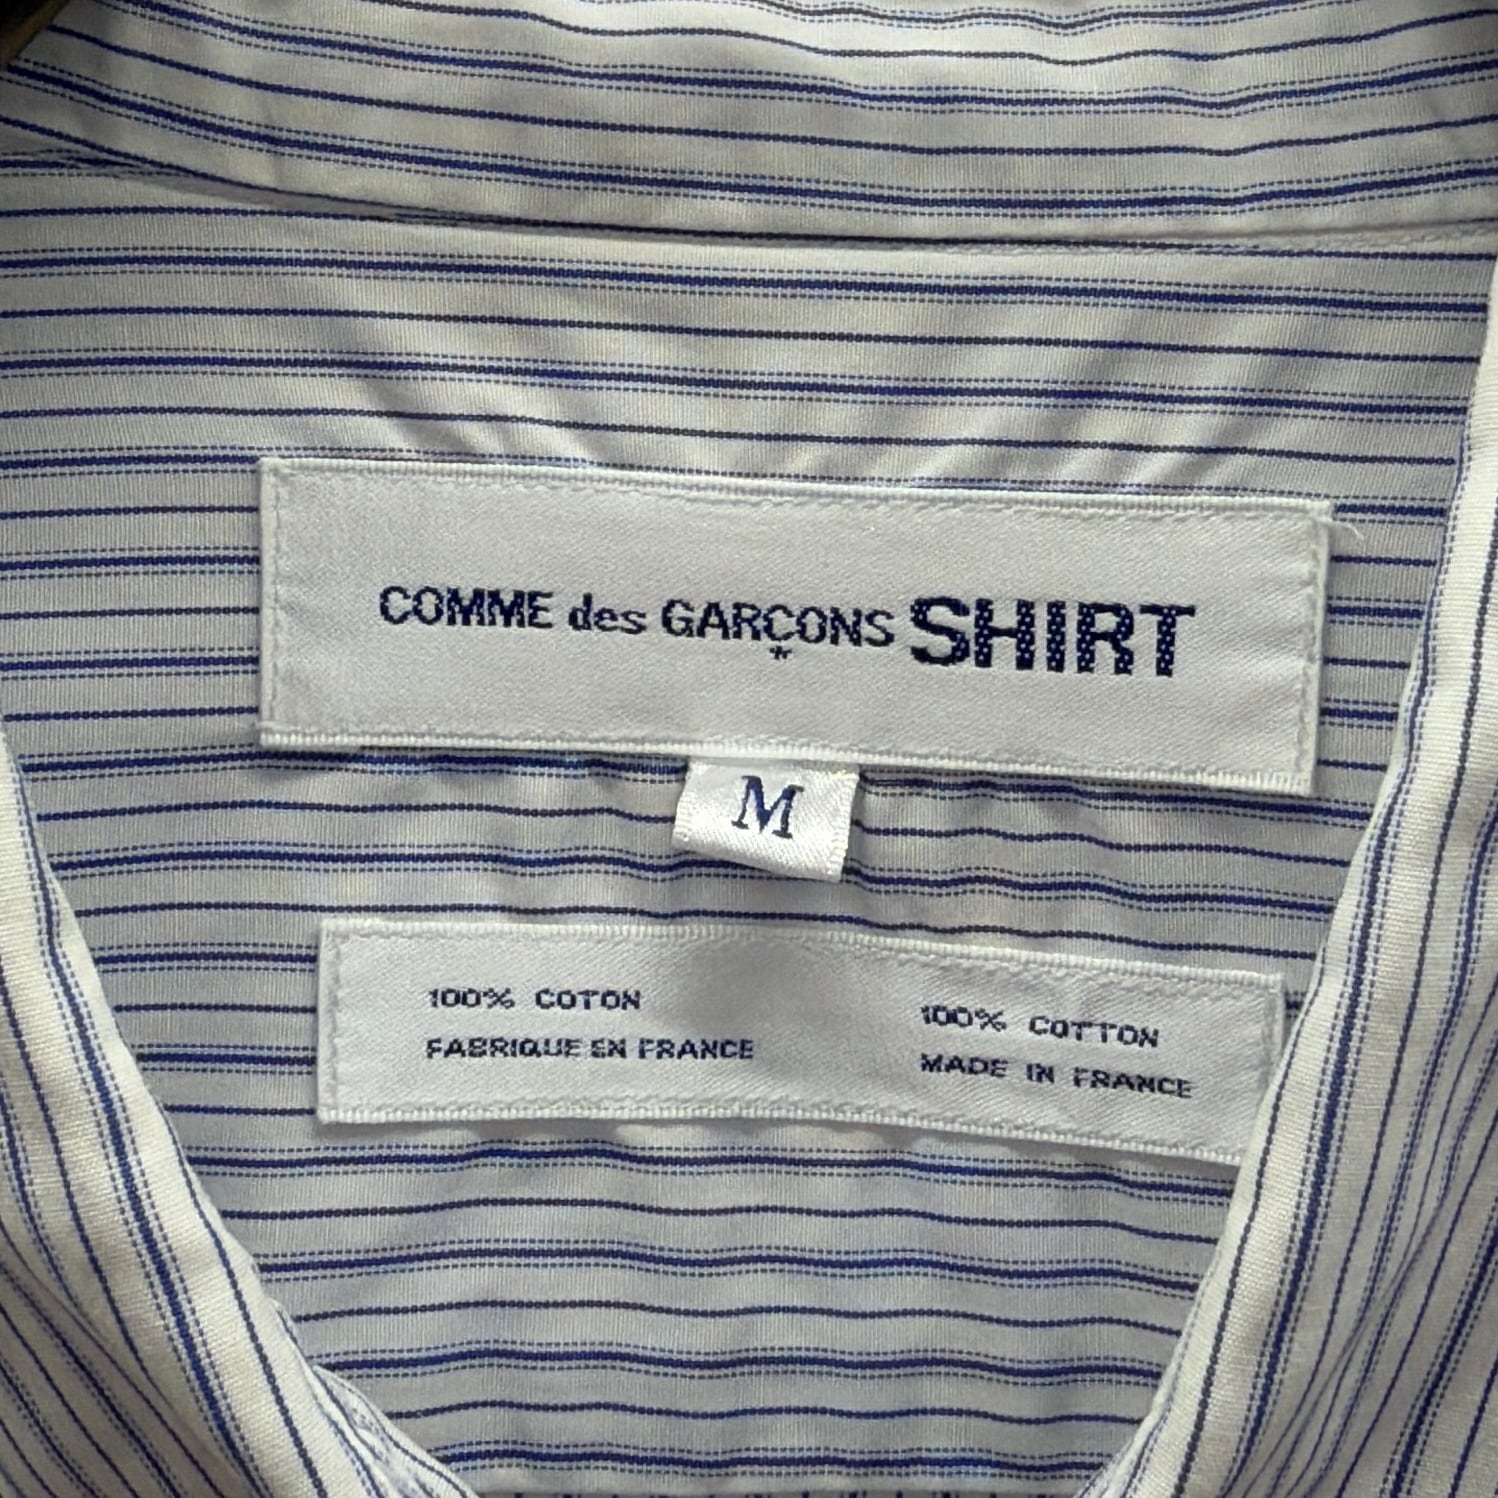 COMME des GARÇONS SHIRT
M
100% COTON
FABRIQUE EN FRANCE
100% COTTON
MADE IN FRANCE